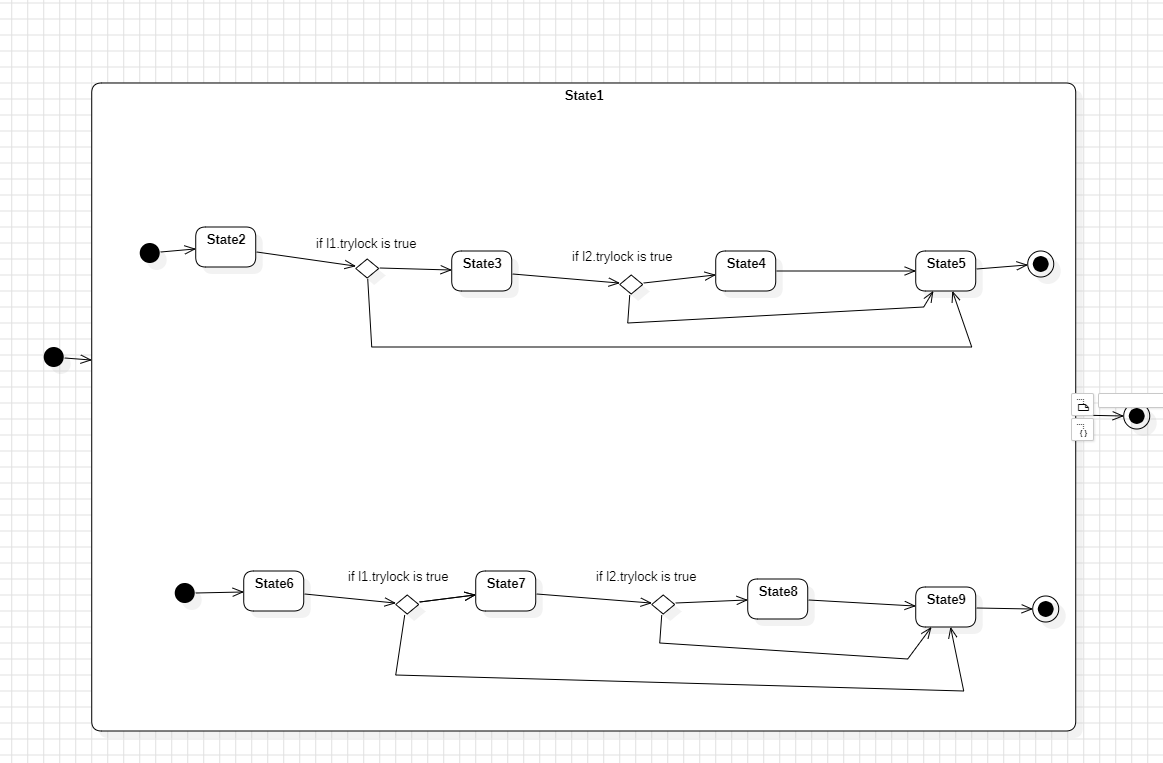 State1
if l1.trylock is true
State2
if l2.trylock is true
State3
State4
State5
if l1.trylock is true
if l2.trylock is true
State6
State7
State8
State9